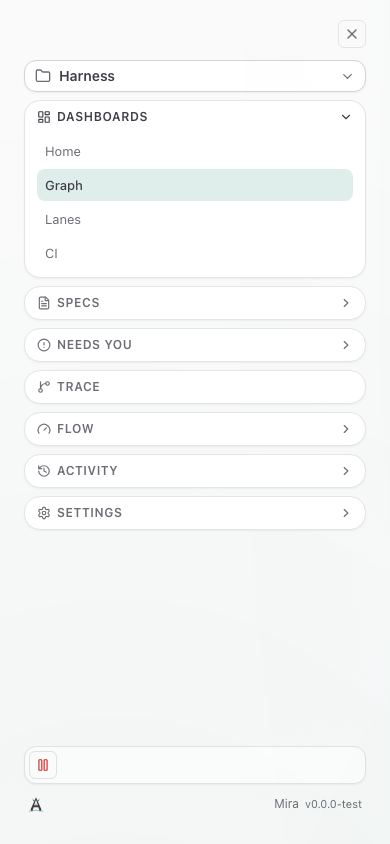 Harness
DASHBOARDS
Home
Graph
Lanes
CI
SPECS
NEEDS YOU
TRACE
FLOW
ACTIVITY
SETTINGS
Mira v0.0.0-test